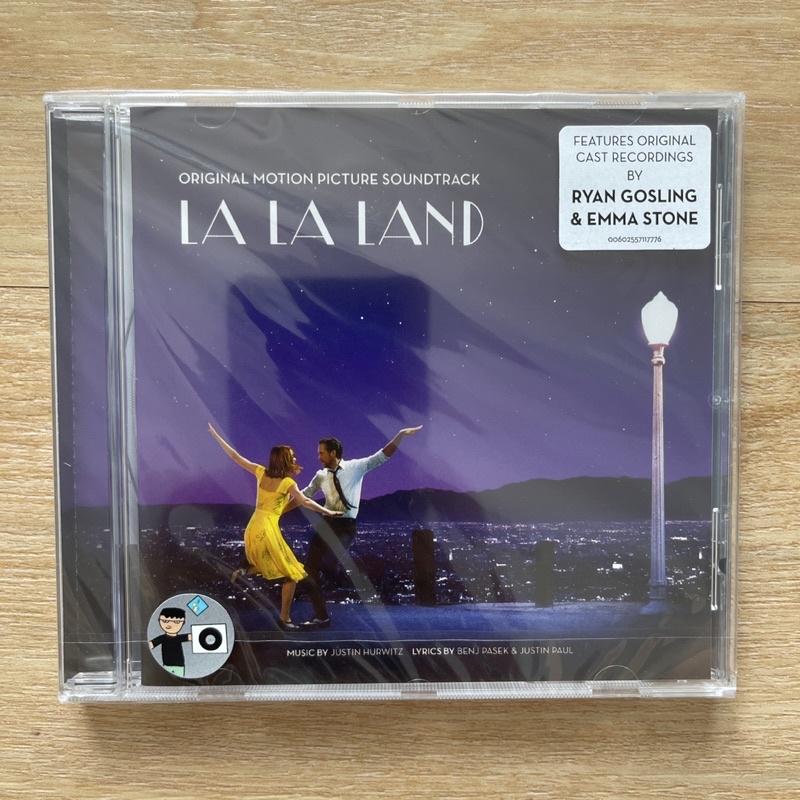 ORIGINAL MOTION PICTURE SOUNDTRACK
LA LA LAND
FEATURES ORIGINAL
CAST RECORDINGS
BY
RYAN GOSLING
& EMMA STONE
00602557117776
MUSIC BY JUSTIN HURWITZ LYRICS BY BENJ PASEK & JUSTIN PAUL